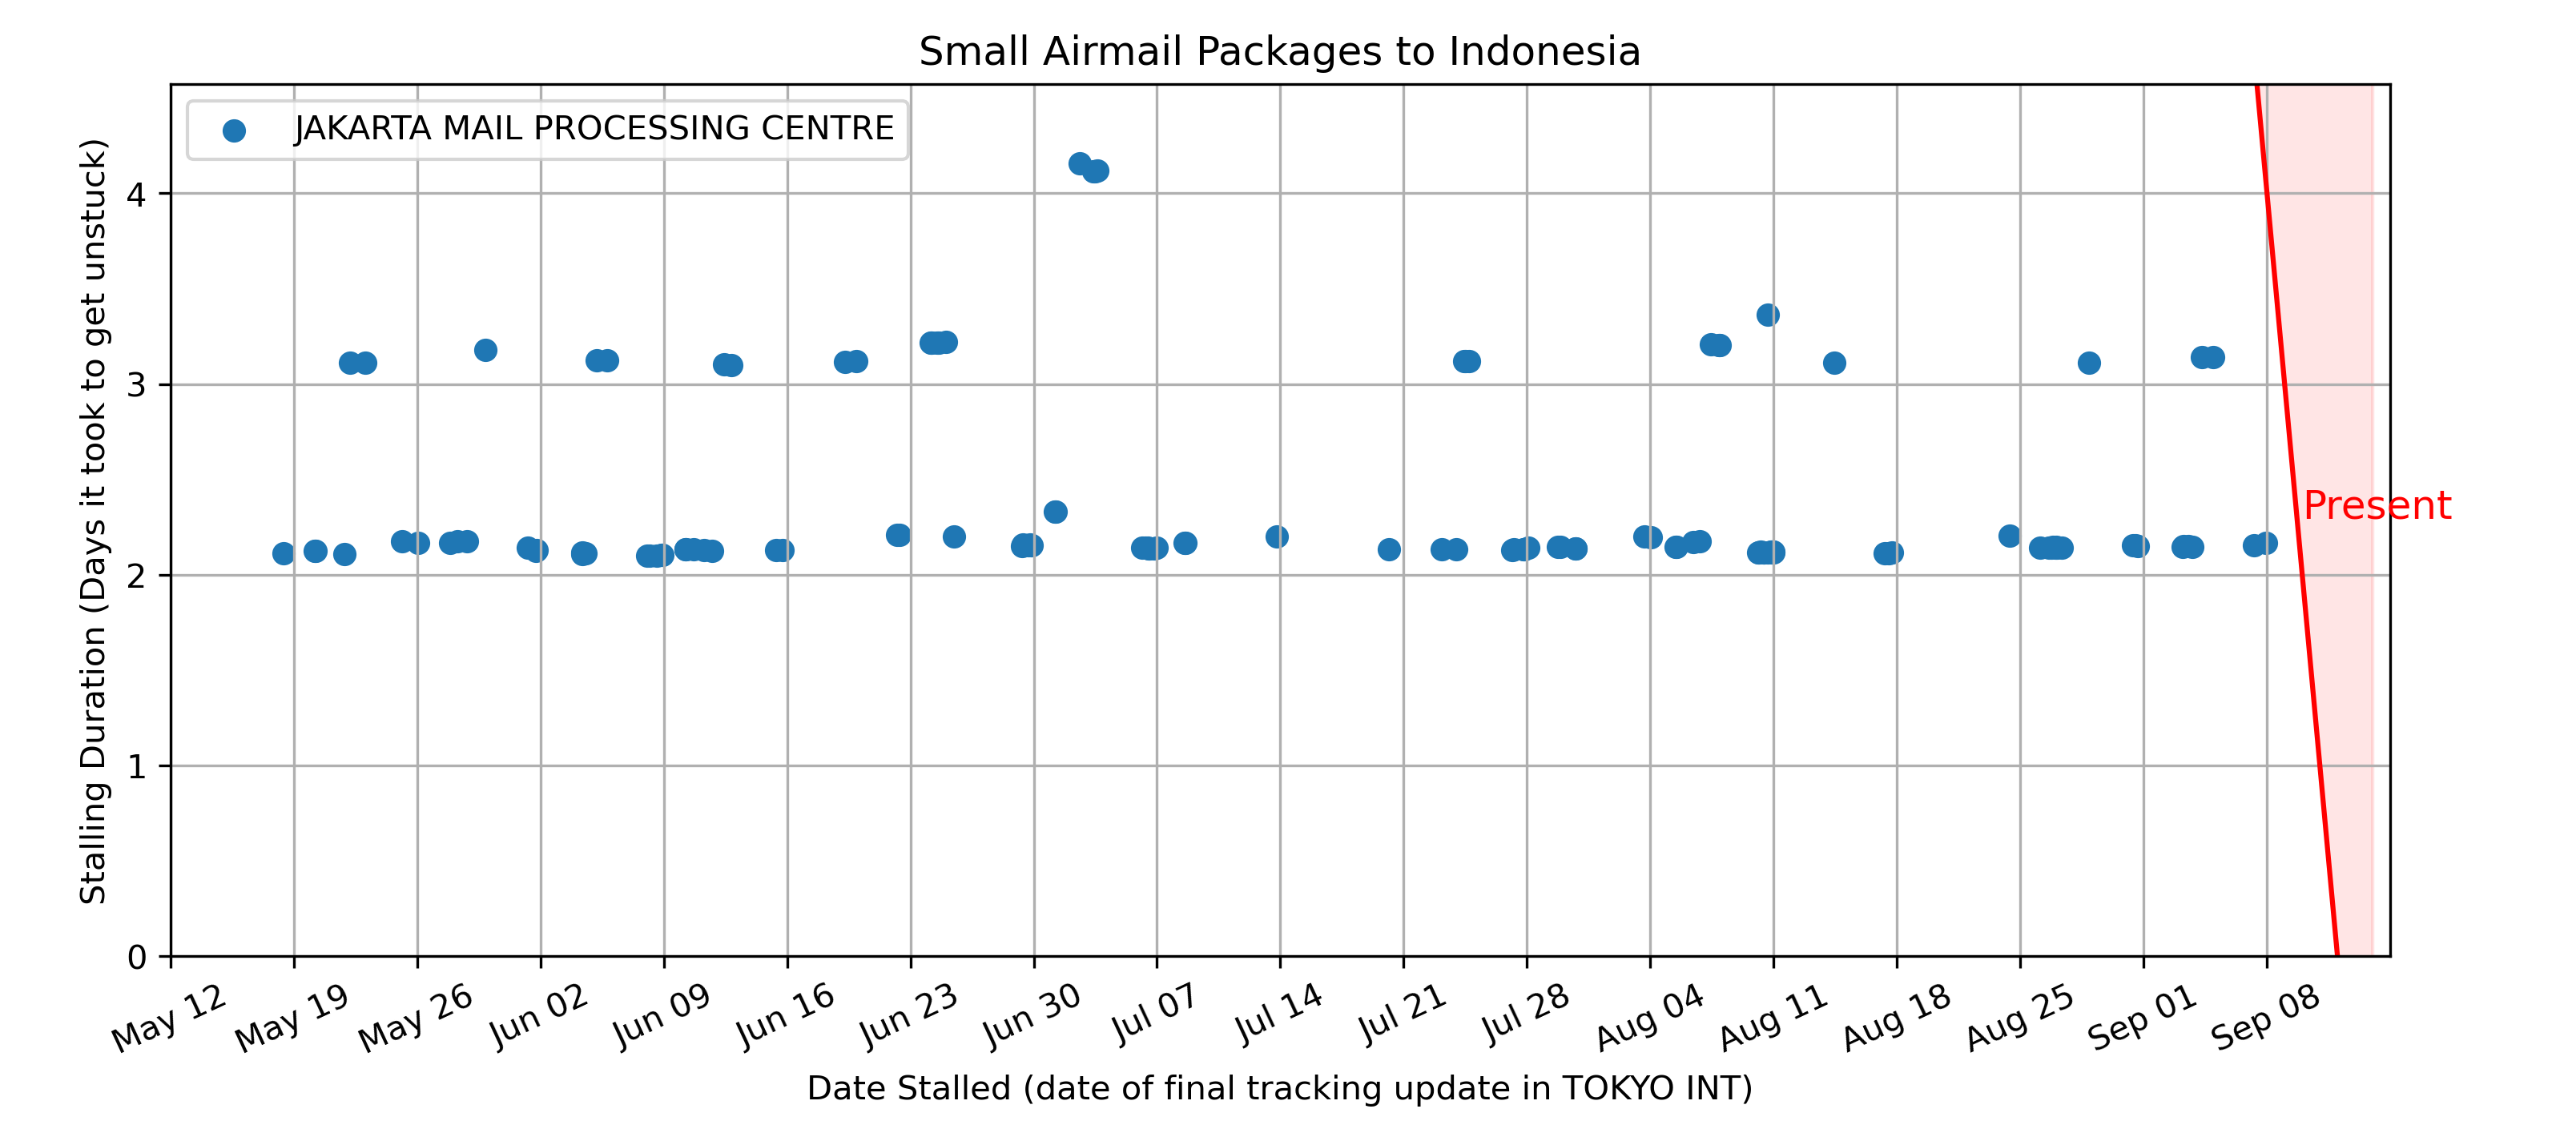 Small Airmail Packages to Indonesia
JAKARTA MAIL PROCESSING CENTRE
Stalling Duration (Days it took to get unstuck)
4
3
2
1
0
Present
May 12
May 19
May 26
Jun 02
Jun 09
Jun 16
Jun 23
Jun 30
Jul 07
Jul 14
Jul 21
Jul 28
Aug 04
Aug 11
Aug 18
Aug 25
Sep 01
Sep 08
Date Stalled (date of final tracking update in TOKYO INT)